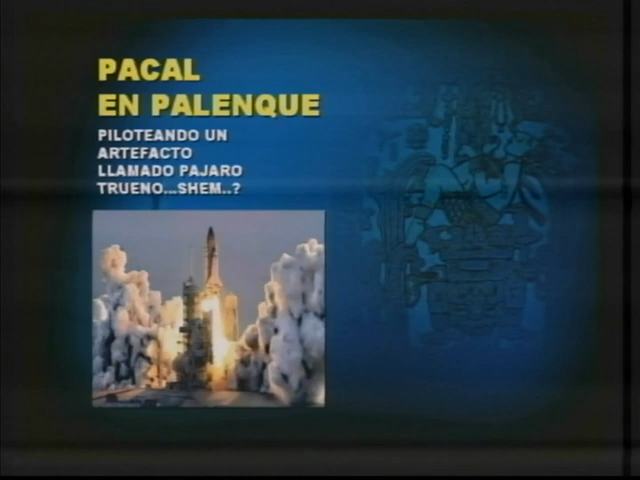 PACAL
EN PALENQUE
PILOTEANDO UN
ARTEFACTO
LLAMADO PAJARO
TRUENO...SHEM..?